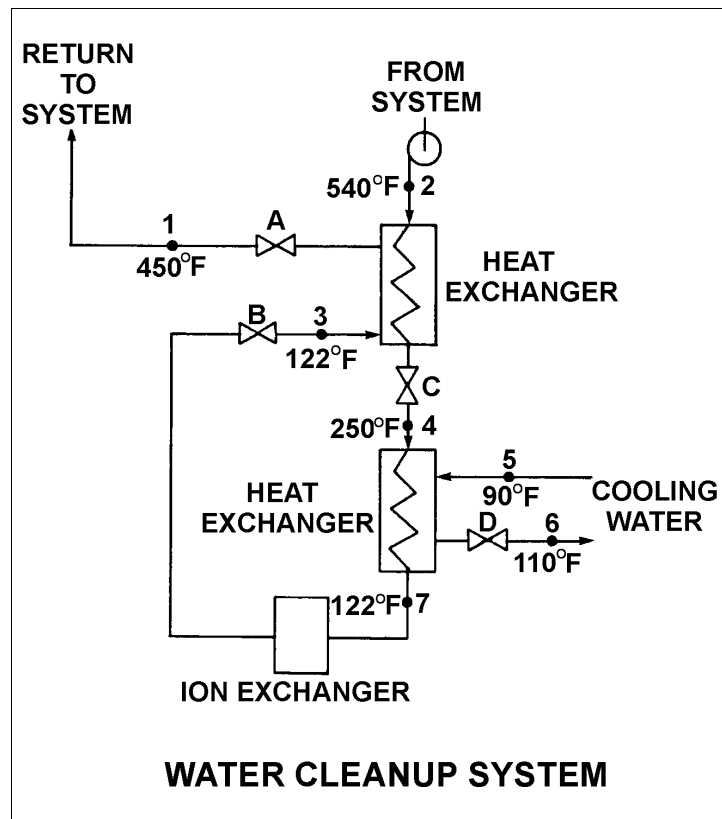 RETURN
TO
SYSTEM
FROM
SYSTEM
540°F 2
1
A
450°F
HEAT
EXCHANGER
B
3
122°F
C
250°F 4
5
90°F
COOLING
WATER
HEAT
EXCHANGER
D
6
110°F
122°F 7
ION EXCHANGER
WATER CLEANUP SYSTEM